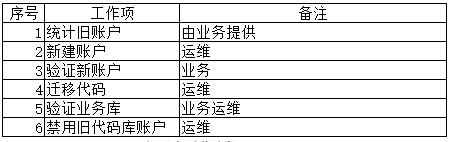 序号 工作项 备注
1 统计旧账户 由业务提供
2 新建账户 运维
3 验证新账户 业务
4 迁移代码 运维
5 验证业务库 业务运维
6 禁用旧代码库账户 运维